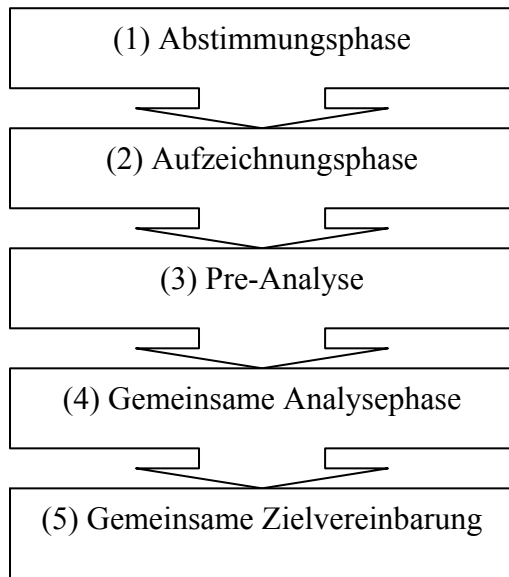 (1) Abstimmungsphase
(2) Aufzeichnungsphase
(3) Pre-Analyse
(4) Gemeinsame Analysephase
(5) Gemeinsame Zielvereinbarung